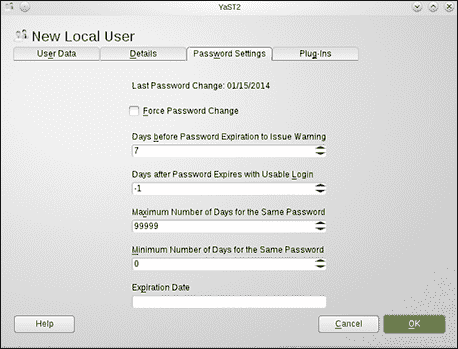 YaST2
New Local User
User Data Details Password Settings Plug-Ins
Last Password Change: 01/15/2014
Force Password Change
Days before Password Expiration to Issue Warning
7
Days after Password Expires with Usable Login
-1
Maximum Number of Days for the Same Password
99999
Minimum Number of Days for the Same Password
0
Expiration Date
Help Cancel OK